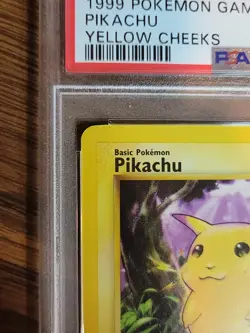 1999 POKEMON GAM
PIKACHU
YELLOW CHEEKS
Basic Pokémon
Pikachu